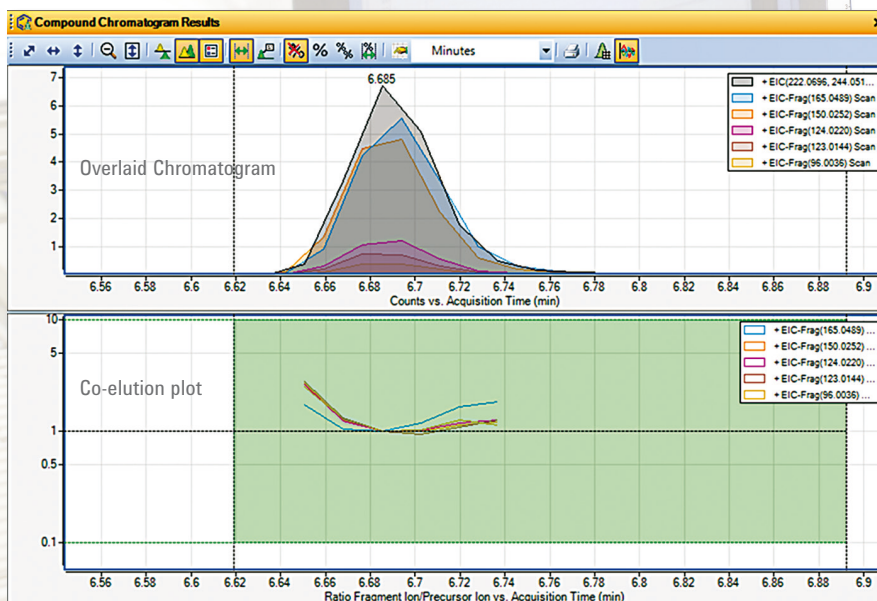 Compound Chromatogram Results
Minutes
7
6
5
4
3
2
1
6.685
Overlaid Chromatogram
+ EIC(222.0696, 244.051...
+ EIC-Frag(165.0489) Scan
+ EIC-Frag(150.0252) Scan
+ EIC-Frag(124.0220) Scan
+ EIC-Frag(123.0144) Scan
+ EIC-Frag(96.0036) Scan
6.56 6.58 6.6 6.62 6.64 6.66 6.68 6.7 6.72 6.74 6.76 6.78 6.8 6.82 6.84 6.86 6.88 6.9
Counts vs. Acquisition Time (min)
10
5
1
0.5
0.1
Co-elution plot
+ EIC-Frag(165.0489) ...
+ EIC-Frag(150.0252) ...
+ EIC-Frag(124.0220) ...
+ EIC-Frag(123.0144) ...
+ EIC-Frag(96.0036) ...
6.56 6.58 6.6 6.62 6.64 6.66 6.68 6.7 6.72 6.74 6.76 6.78 6.8 6.82 6.84 6.86 6.88 6.9
Ratio Fragment Ion/Precursor Ion vs. Acquisition Time (min)